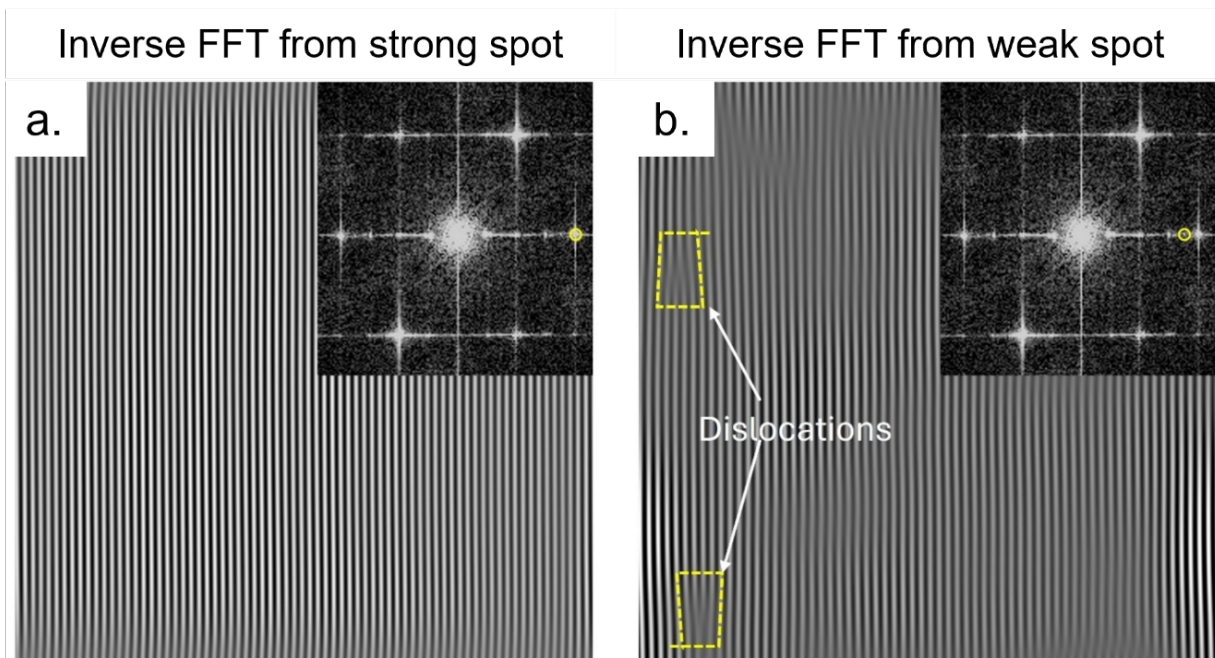 Inverse FFT from strong spot
Inverse FFT from weak spot
a.
b.
Dislocations